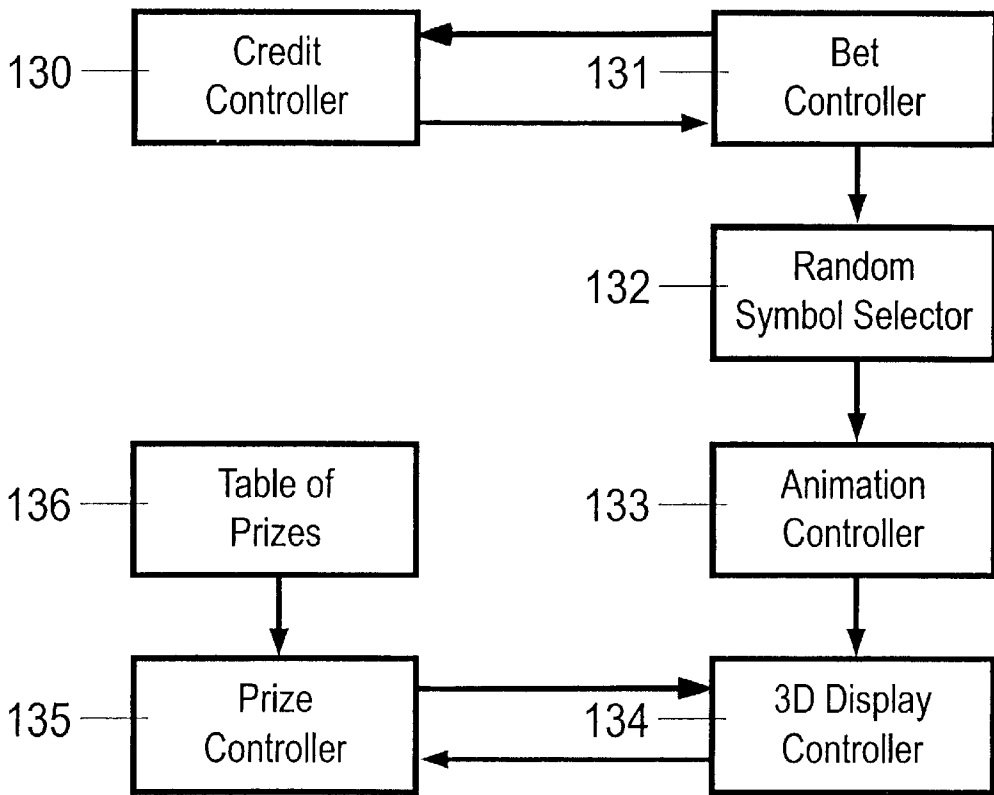 130
Credit
Controller
131
Bet
Controller
132
Random
Symbol Selector
136
Table of
Prizes
133
Animation
Controller
135
Prize
Controller
134
3D Display
Controller